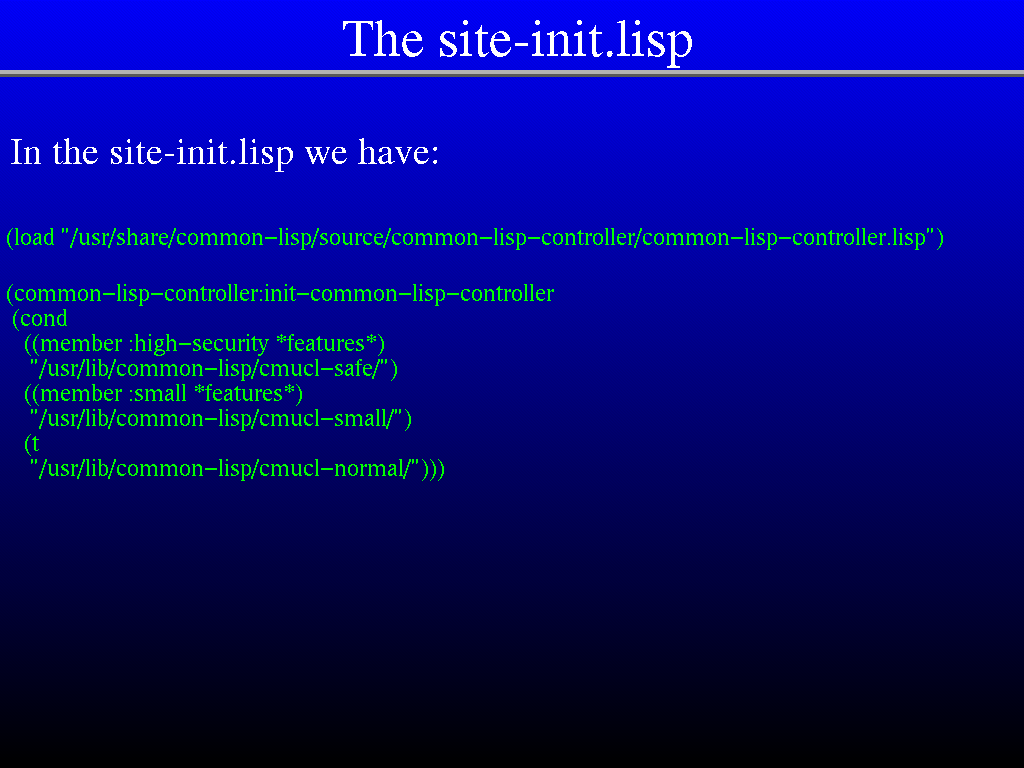 The site-init.lisp
In the site-init.lisp we have:
(load "/usr/share/common−lisp/source/common−lisp−controller/common−lisp−controller.lisp")
(common−lisp−controller:init−common−lisp−controller
(cond
((member :high−security *features*)
"/usr/lib/common−lisp/cmucl−safe/")
((member :small *features*)
"/usr/lib/common−lisp/cmucl−small/")
(t
"/usr/lib/common−lisp/cmucl−normal/")))